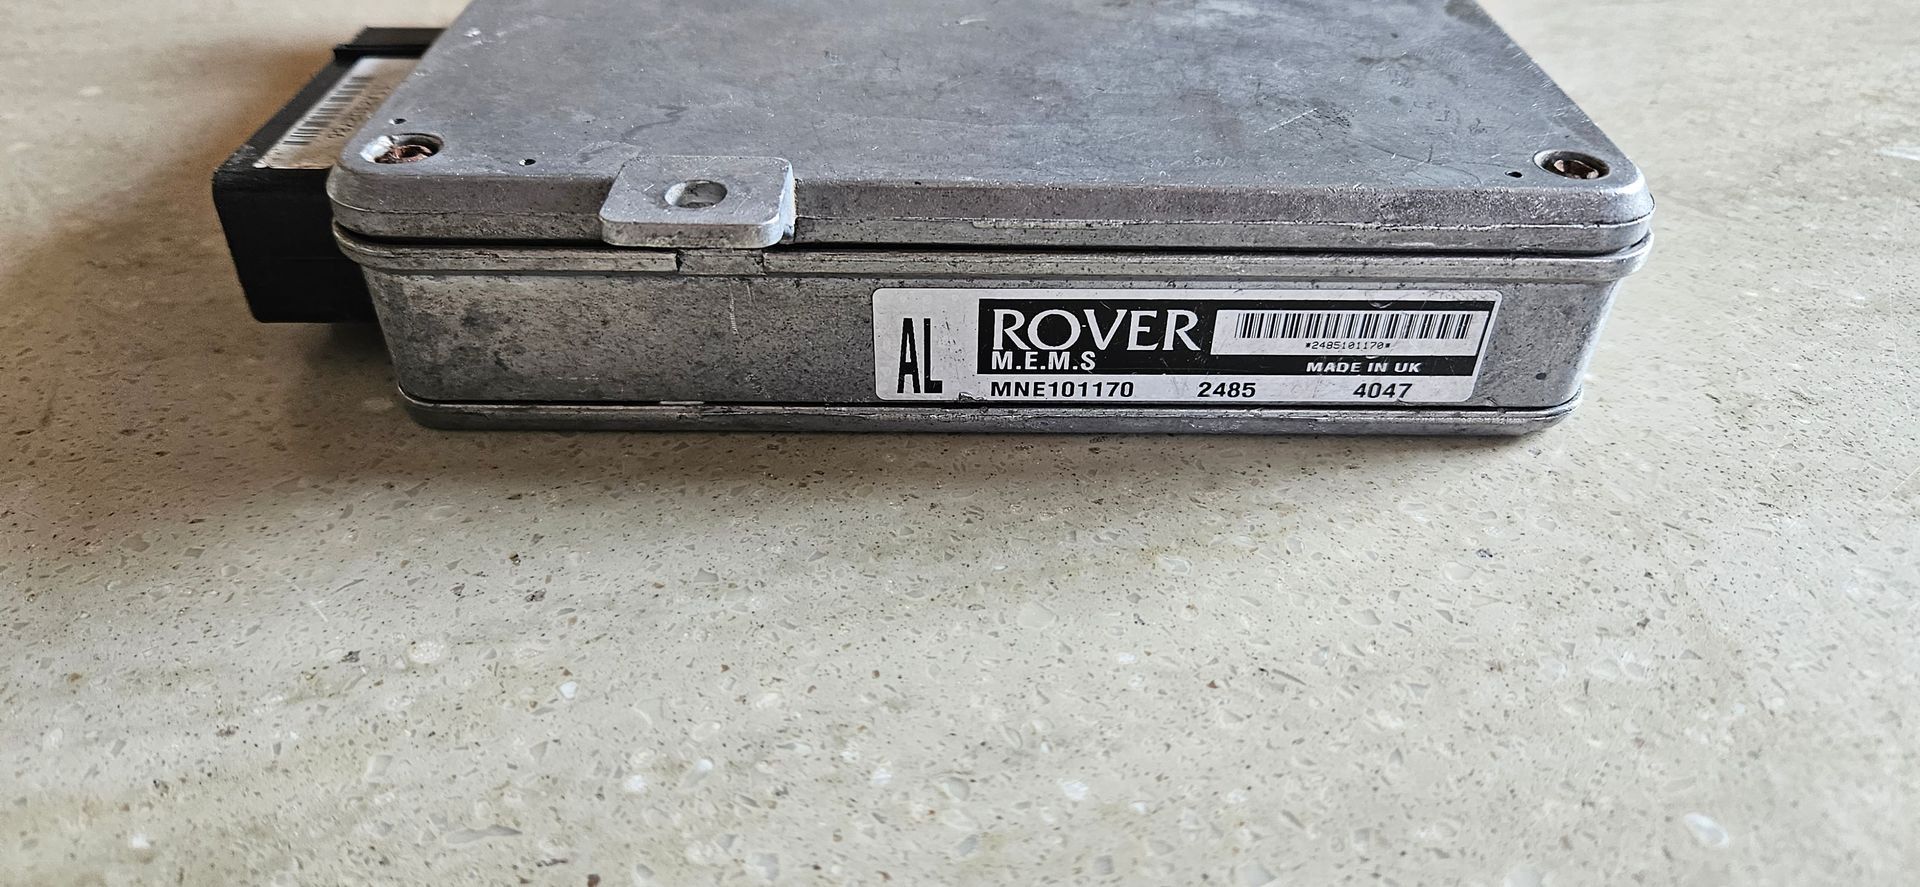 AL
ROVER
M.E.M.S
*2485101170*
MADE IN UK
MNE101170 2485 4047